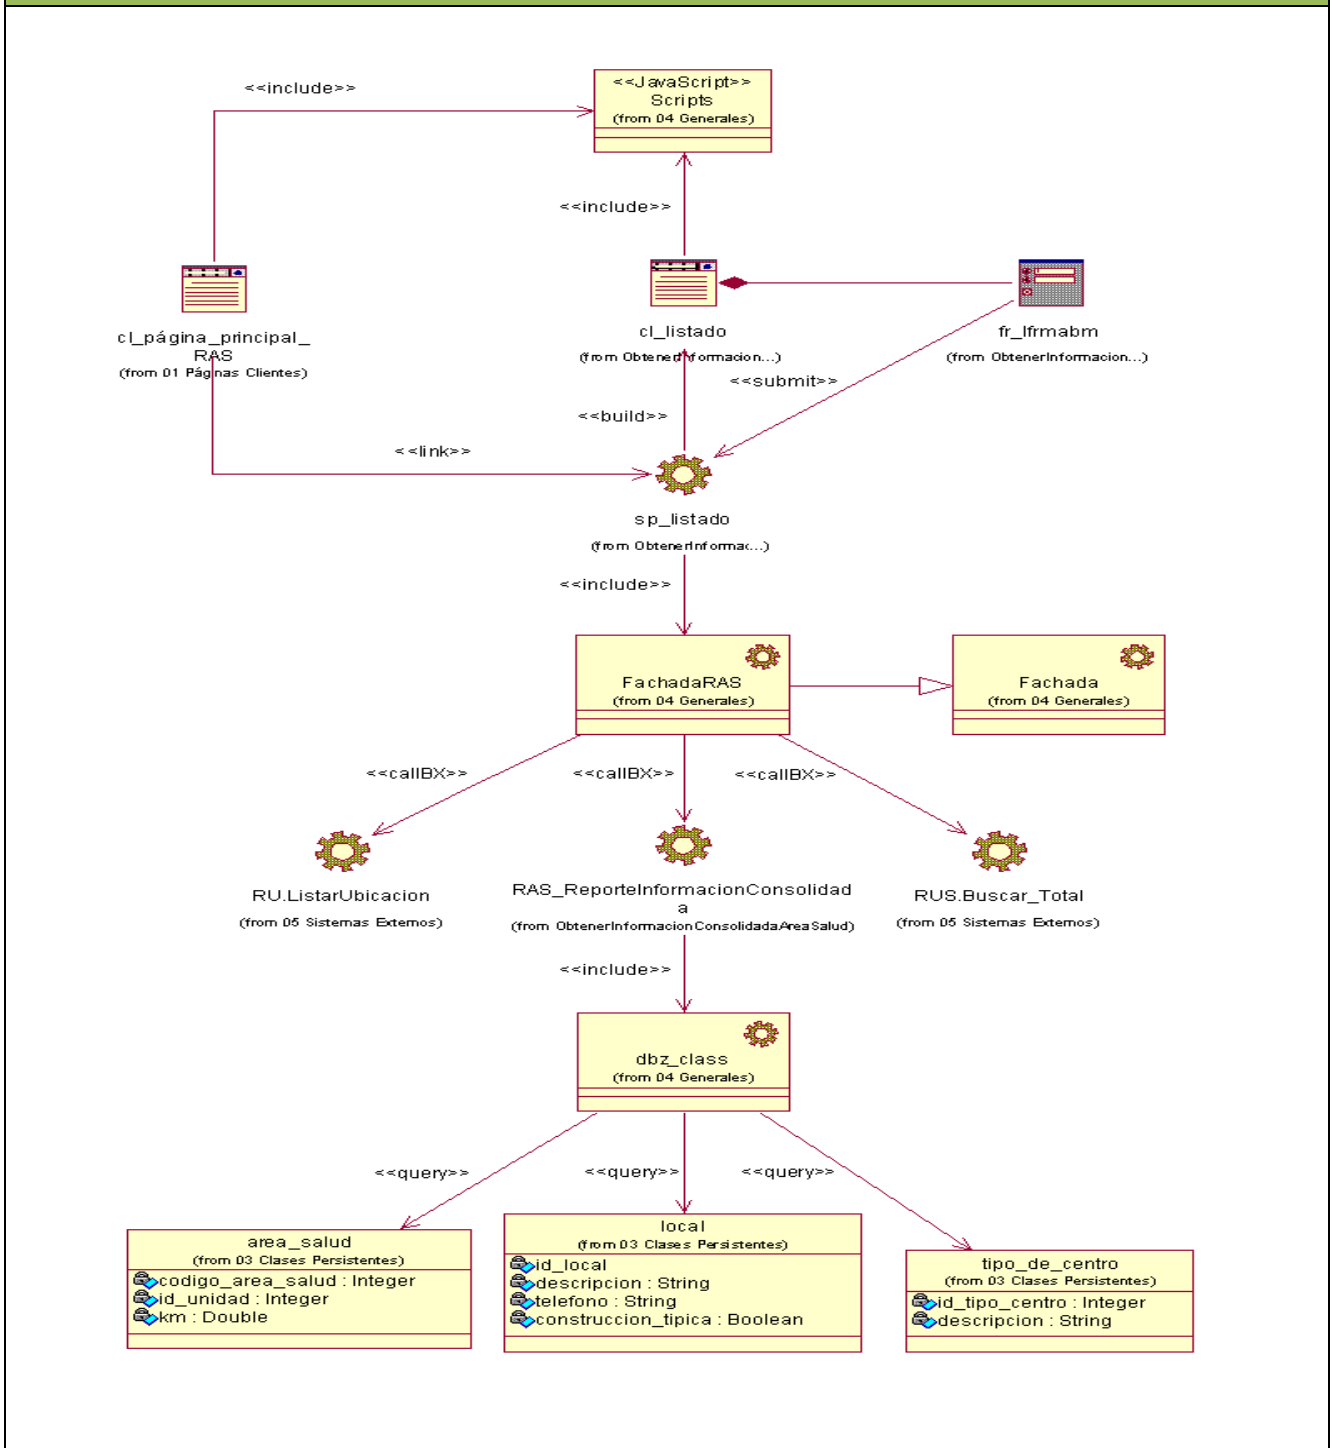 <<include>>
<<JavaScript>>
Scripts
(from 04 Generales)
<<include>>
cl_página_principal_
RAS
(from 01 Páginas Clientes)
cl_listado
(from ObtenerInformacion...)
fr_lfrmabm
(from ObtenerInformacion...)
<<submit>>
<<build>>
<<link>>
sp_listado
(from ObtenerInformac...)
<<include>>
FachadaRAS
(from 04 Generales)
Fachada
(from 04 Generales)
<<callBX>>
<<callBX>>
<<callBX>>
RU.ListarUbicacion
(from 05 Sistemas Externos)
RAS_ReporteInformacionConsolidad
a
(from ObtenerInformacionConsolidadaAreaSalud)
RUS.Buscar_Total
(from 05 Sistemas Externos)
<<include>>
dbz_class
(from 04 Generales)
<<query>>
<<query>>
<<query>>
area_salud
(from 03 Clases Persistentes)
codigo_area_salud : Integer
id_unidad : Integer
km : Double
local
(from 03 Clases Persistentes)
id_local
descripcion : String
telefono : String
construccion_tipica : Boolean
tipo_de_centro
(from 03 Clases Persistentes)
id_tipo_centro : Integer
descripcion : String